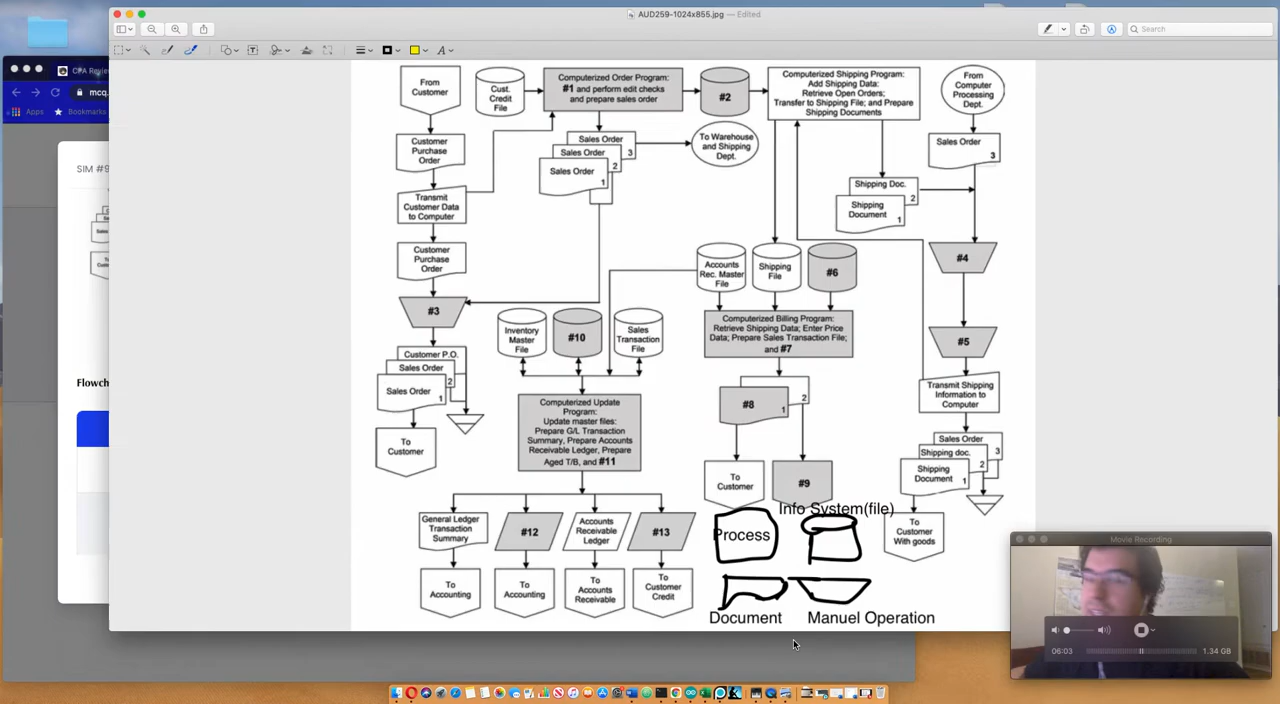 AUD259-1024x855.jpg — Edited
Search
CPA Review
mcq.
Apps
Bookmarks
SIM #9
Flowch
From
Customer
Cust.
Credit
File
Computerized Order Program:
#1 and perform edit checks
and prepare sales order
#2
Computerized Shipping Program:
Add Shipping Data:
Retrieve Open Orders;
Transfer to Shipping File; and Prepare
Shipping Documents
From
Computer
Processing
Dept.
Customer
Purchase
Order
Sales Order
3
Sales Order
2
Sales Order
1
To Warehouse
and Shipping
Dept.
Sales Order
3
Transmit
Customer Data
to Computer
Shipping Doc.
2
Shipping
Document
1
Customer
Purchase
Order
Accounts
Rec. Master
File
Shipping
File
#6
#4
#3
Inventory
Master
File
#10
Sales
Transaction
File
Computerized Billing Program:
Retrieve Shipping Data; Enter Price
Data; Prepare Sales Transaction File;
and #7
#5
Customer P.O.
Sales Order
2
Sales Order
1
Computerized Update
Program:
Update master files:
Prepare G/L Transaction
Summary, Prepare Accounts
Receivable Ledger, Prepare
Aged T/B, and #11
#8
1
2
Transmit Shipping
Information to
Computer
To
Customer
Sales Order
3
Shipping doc.
2
Shipping
Document
1
To
Customer
#9
General Ledger
Transaction
Summary
#12
Accounts
Receivable
Ledger
#13
Info System(file)
Process
To
Customer
With goods
To
Accounting
To
Accounting
To
Accounts
Receivable
To
Customer
Credit
Document
Manuel Operation
Movie Recording
06:03
1.34 GB